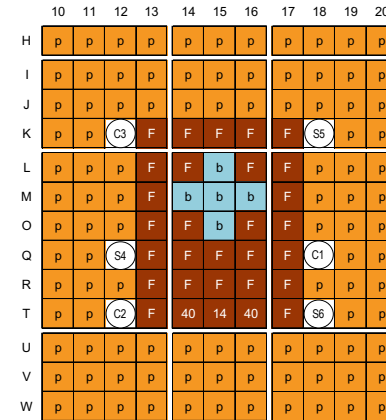 10 11 12 13 14 15 16 17 18 19 20
H p p p p p p p p p p p
I p p p p p p p p p p p
J p p p p p p p p p p p
K p p C3 F F F F F S5 p p
L p p p F F b F F p p p
M p p p F b b b F p p p
O p p p F F b F F p p p
Q p p S4 F F F F F C1 p p
R p p p F F F F F p p p
T p p C2 F 40 14 40 F S6 p p
U p p p p p p p p p p p
V p p p p p p p p p p p
W p p p p p p p p p p p